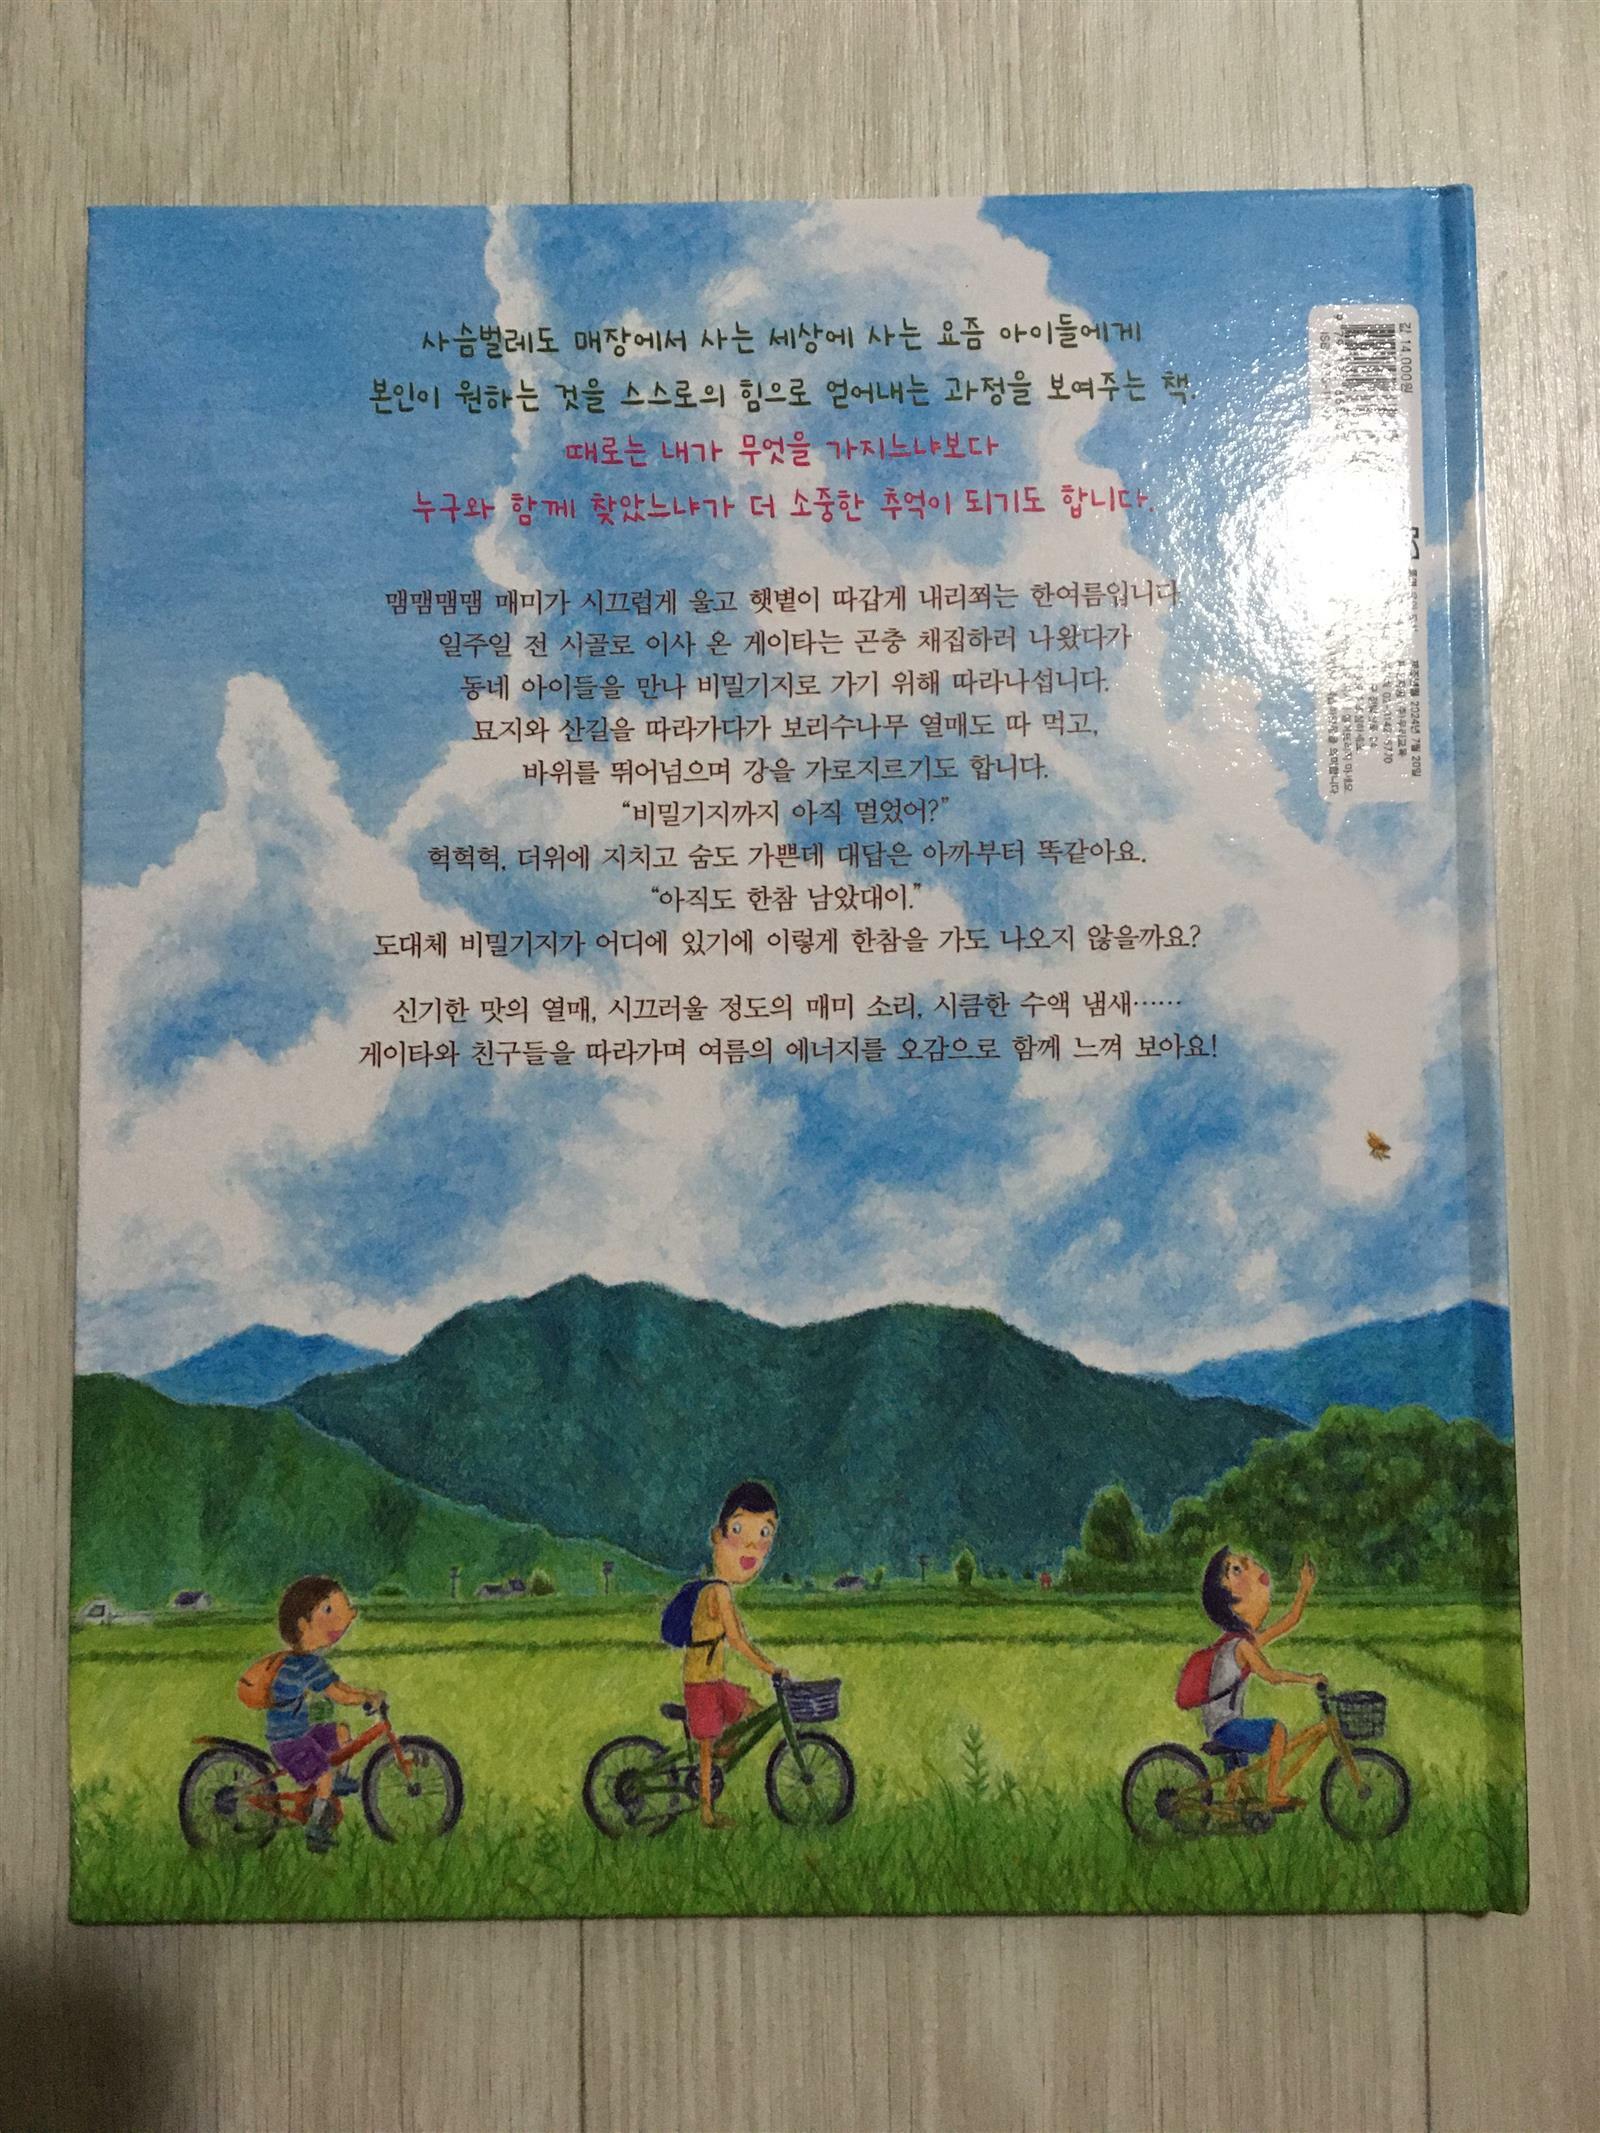 사슴벌레도 매장에서 사는 세상에 사는 요즘 아이들에게
본인이 원하는 것을 스스로의 힘으로 얻어내는 과정을 보여주는 책.
때로는 내가 무엇을 가지느냐보다
누구와 함께 찾았느냐가 더 소중한 추억이 되기도 합니다.
맴맴맴맴 매미가 시끄럽게 울고 햇볕이 따갑게 내리쬐는 한여름입니다.
일주일 전 시골로 이사 온 게이타는 곤충 채집하러 나왔다가
동네 아이들을 만나 비밀기지로 가기 위해 따라나섭니다.
묘지와 산길을 따라가다가 보리수나무 열매도 따 먹고,
바위를 뛰어넘으며 강을 가로지르기도 합니다.
“비밀기지까지 아직 멀었어?”
헉헉헉, 더위에 지치고 숨도 가쁜데 대답은 아까부터 똑같아요.
“아직도 한참 남았대이.”
도대체 비밀기지가 어디에 있기에 이렇게 한참을 가도 나오지 않을까요?
신기한 맛의 열매, 시끄러울 정도의 매미 소리, 시큼한 수액 냄새……
게이타와 친구들을 따라가며 여름의 에너지를 오감으로 함께 느껴 보아요!
값 14,000원
2024년 7월 20일